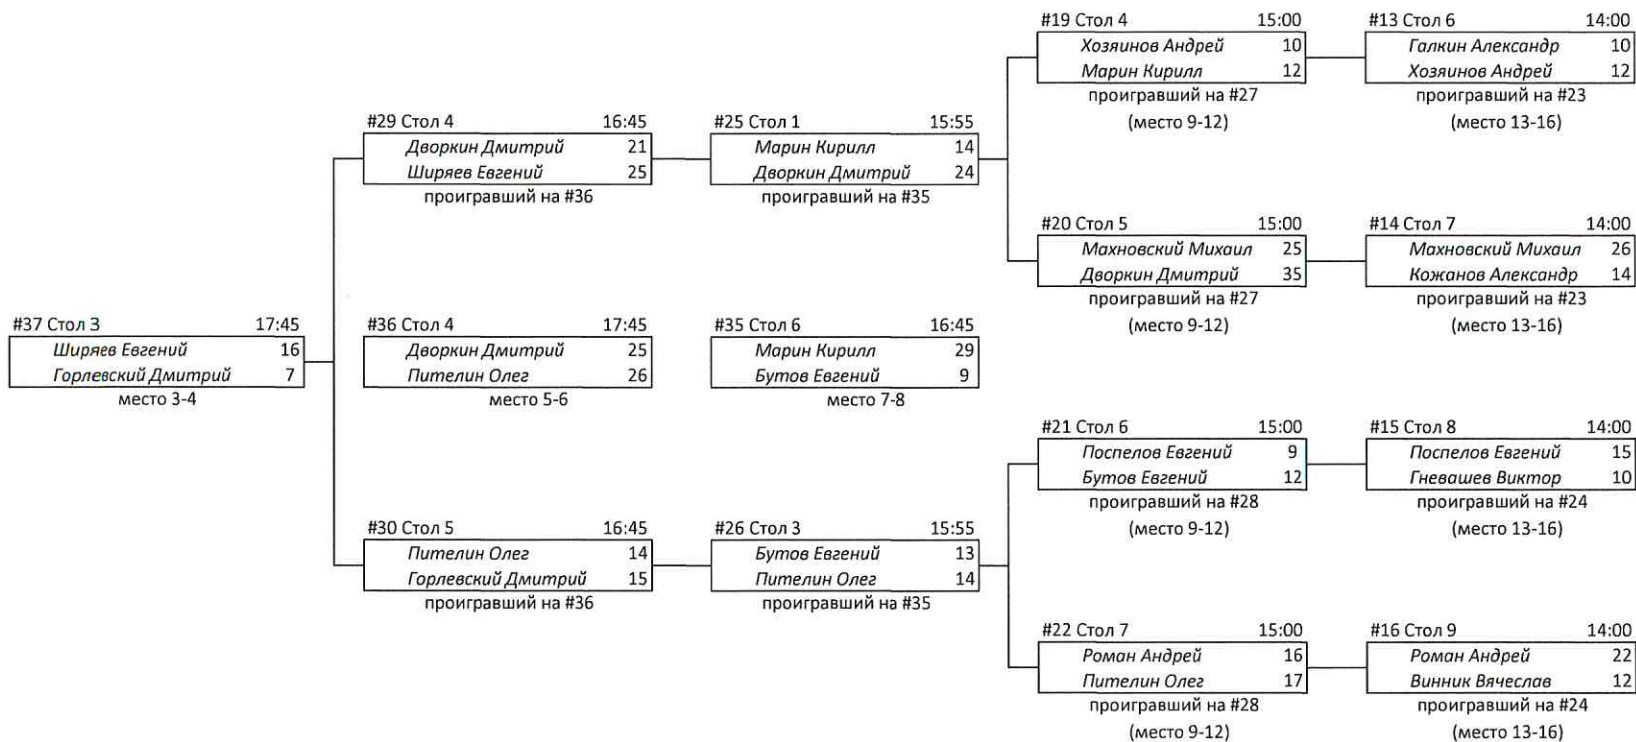 #19 Стол 4 15:00
Хозяинов Андрей 10
Марин Кирилл 12
проигравший на #27
(место 9-12)
#13 Стол 6 14:00
Галкин Александр 10
Хозяинов Андрей 12
проигравший на #23
(место 13-16)
#29 Стол 4 16:45
Дворкин Дмитрий 21
Ширяев Евгений 25
проигравший на #36
#25 Стол 1 15:55
Марин Кирилл 14
Дворкин Дмитрий 24
проигравший на #35
#20 Стол 5 15:00
Махновский Михаил 25
Дворкин Дмитрий 35
проигравший на #27
(место 9-12)
#14 Стол 7 14:00
Махновский Михаил 26
Кожанов Александр 14
проигравший на #23
(место 13-16)
#37 Стол 3 17:45
Ширяев Евгений 16
Горлевский Дмитрий 7
место 3-4
#36 Стол 4 17:45
Дворкин Дмитрий 25
Пителин Олег 26
место 5-6
#35 Стол 6 16:45
Марин Кирилл 29
Бутов Евгений 9
место 7-8
#21 Стол 6 15:00
Поспелов Евгений 9
Бутов Евгений 12
проигравший на #28
(место 9-12)
#15 Стол 8 14:00
Поспелов Евгений 15
Гневашев Виктор 10
проигравший на #24
(место 13-16)
#30 Стол 5 16:45
Пителин Олег 14
Горлевский Дмитрий 15
проигравший на #36
#26 Стол 3 15:55
Бутов Евгений 13
Пителин Олег 14
проигравший на #35
#22 Стол 7 15:00
Роман Андрей 16
Пителин Олег 17
проигравший на #28
(место 9-12)
#16 Стол 9 14:00
Роман Андрей 22
Винник Вячеслав 12
проигравший на #24
(место 13-16)